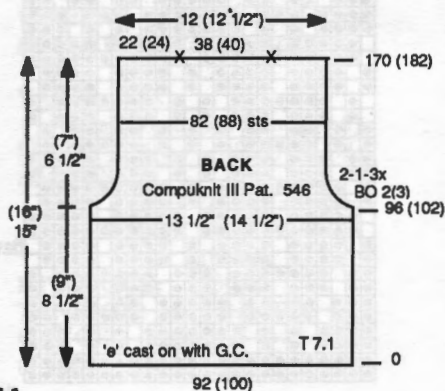 12 (12 1/2")
22 (24) 38 (40)
170 (182)
(7")
6 1/2"
82 (88) sts
BACK
Compuknit III Pat. 546
2-1-3x
BO 2(3)
96 (102)
13 1/2" (14 1/2")
(16")
15"
(9")
8 1/2"
'e' cast on with G.C.
T 7.1
0
92 (100)